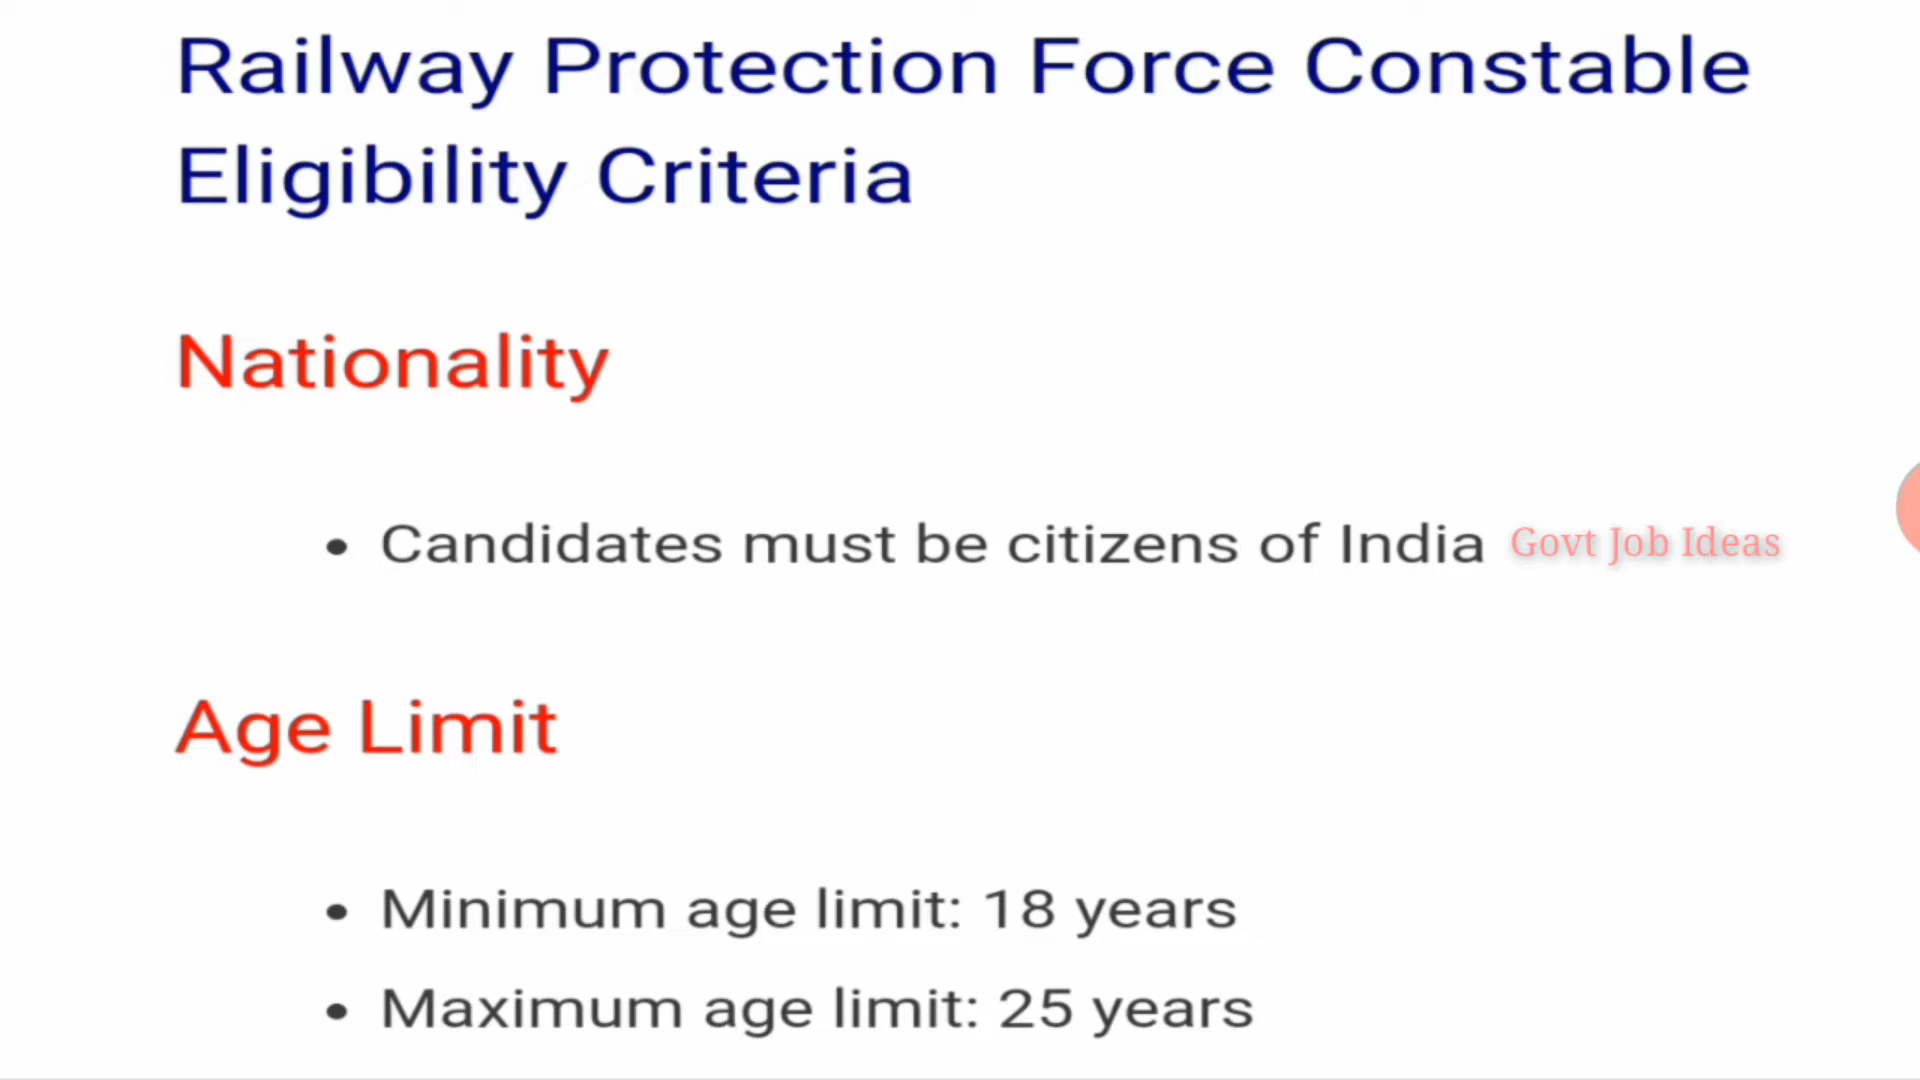 Railway Protection Force Constable
Eligibility Criteria
Nationality
• Candidates must be citizens of India Govt Job Ideas
Age Limit
• Minimum age limit: 18 years
• Maximum age limit: 25 years